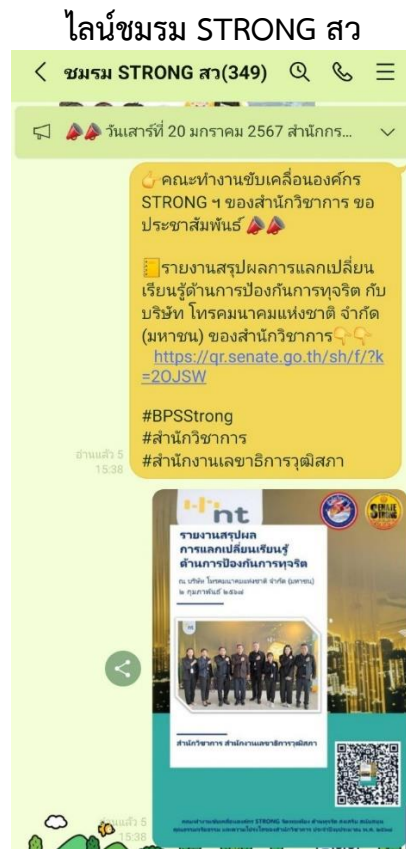 ไลน์ชมรม STRONG สว
ชมรม STRONG สว(349)
วันเสาร์ที่ 20 มกราคม 2567 สำนักกร...
👉คณะทำงานขับเคลื่อนองค์กร
STRONG ฯ ของสำนักวิชาการ ขอ
ประชาสัมพันธ์ 📣📣
📒รายงานสรุปผลการแลกเปลี่ยน
เรียนรู้ด้านการป้องกันการทุจริต กับ
บริษัท โทรคมนาคมแห่งชาติ จำกัด
(มหาชน) ของสำนักวิชาการ👇👇
https://qr.senate.go.th/sh/f/?k
=2OJSW
#BPSStrong
#สำนักวิชาการ
#สำนักงานเลขาธิการวุฒิสภา
อ่านแล้ว 5
15:38
nt
SENATE
STRONG
รายงานสรุปผล
การแลกเปลี่ยนเรียนรู้
ด้านการป้องกันการทุจริต
ณ บริษัท โทรคมนาคมแห่งชาติ จำกัด (มหาชน)
๒ กุมภาพันธ์ ๒๕๖๗
สำนักวิชาการ สำนักงานเลขาธิการวุฒิสภา
อ่านแล้ว 5
15:38